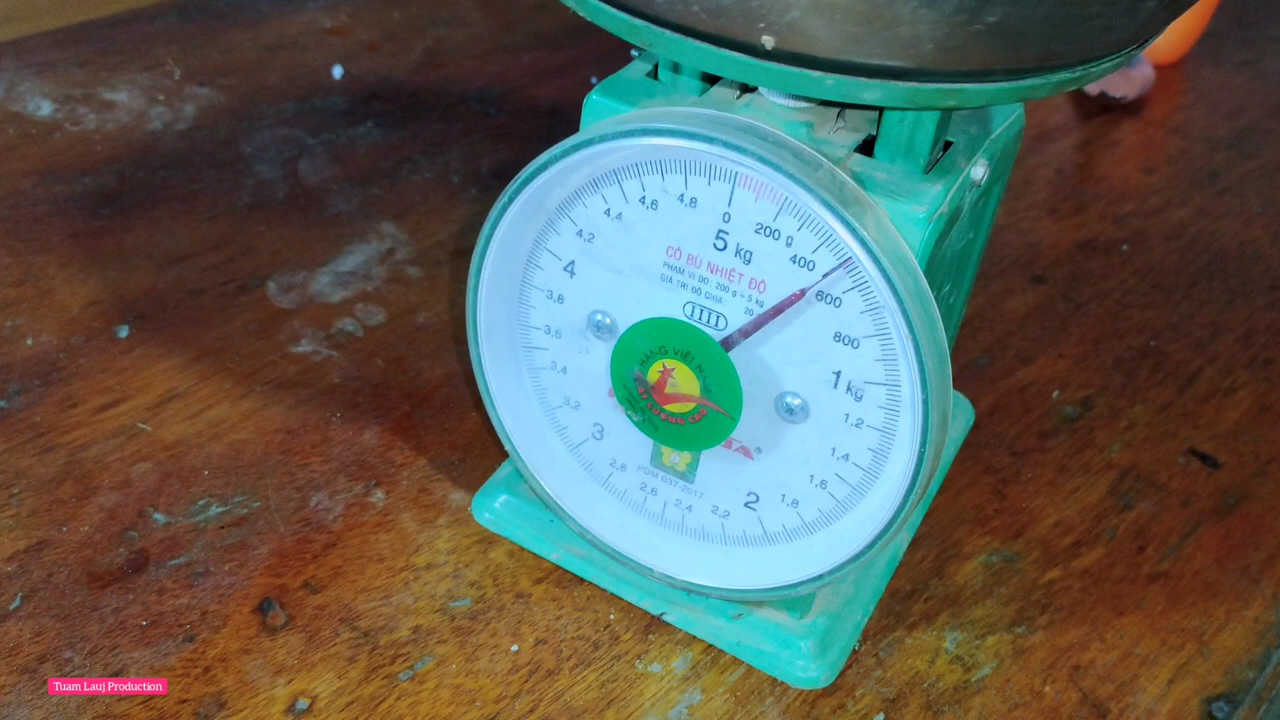 0
5 kg
200 g
400
600
800
1 kg
1,2
1,4
1,6
1,8
2
2,2
2,4
2,6
2,8
3
3,2
3,4
3,6
3,8
4
4,2
4,4
4,6
4,8
CÓ BÙ NHIỆT ĐỘ
PHẠM VI ĐO : 200 g ÷ 5 kg
GIÁ TRỊ ĐỘ CHIA : 20
IIII
HÀNG VIỆT
PDM 037-2017
Tuam Lauj Production